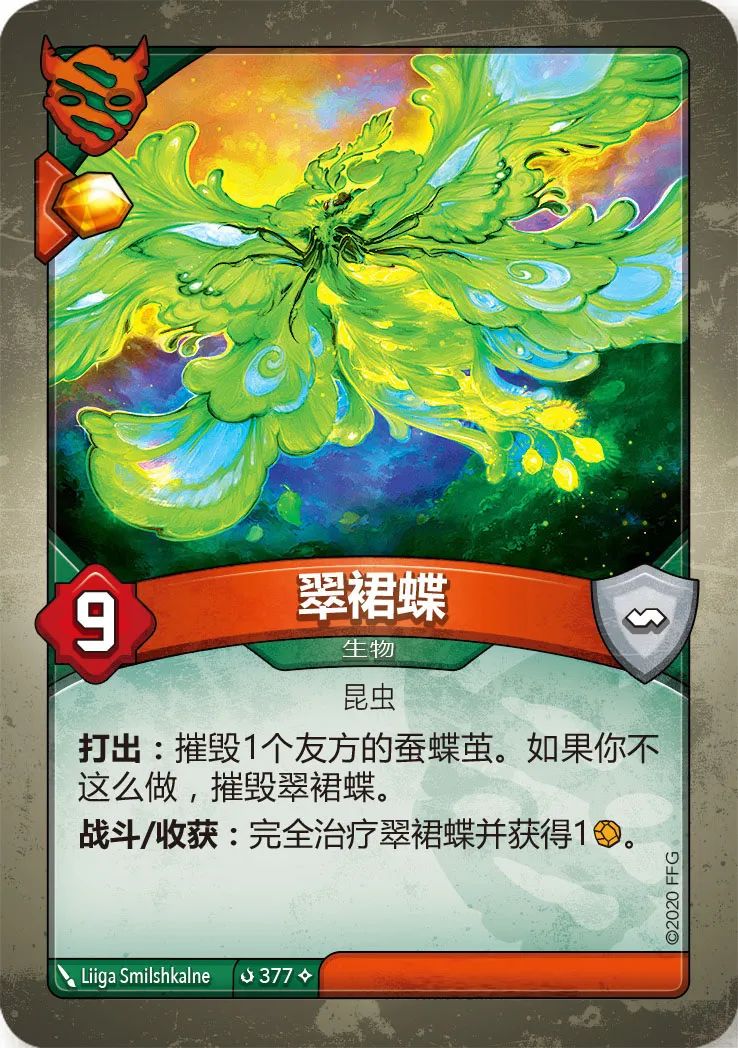 9
翠裙蝶
生物
昆虫
打出：摧毁1个友方的蚕蝶茧。如果你不
这么做，摧毁翠裙蝶。
战斗/收获：完全治疗翠裙蝶并获得1。
©2020 FFG
Liiga Smilshkalne
377